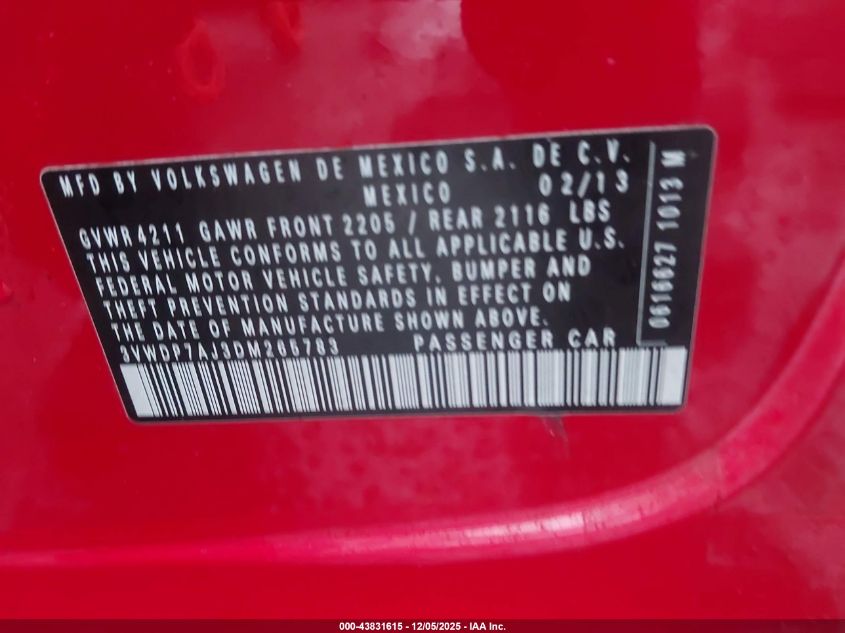 MFD BY VOLKSWAGEN DE MEXICO S.A. DE C.V.
MEXICO 02/13
GVWR 4211 GAWR FRONT 2205 / REAR 2116 LBS
THIS VEHICLE CONFORMS TO ALL APPLICABLE U.S.
FEDERAL MOTOR VEHICLE SAFETY, BUMPER AND
THEFT PREVENTION STANDARDS IN EFFECT ON
THE DATE OF MANUFACTURE SHOWN ABOVE.
3VWDP7AJ3DM265783 PASSENGER CAR
0616627 1013 M
000-43831615 - 12/05/2025 - IAA Inc.